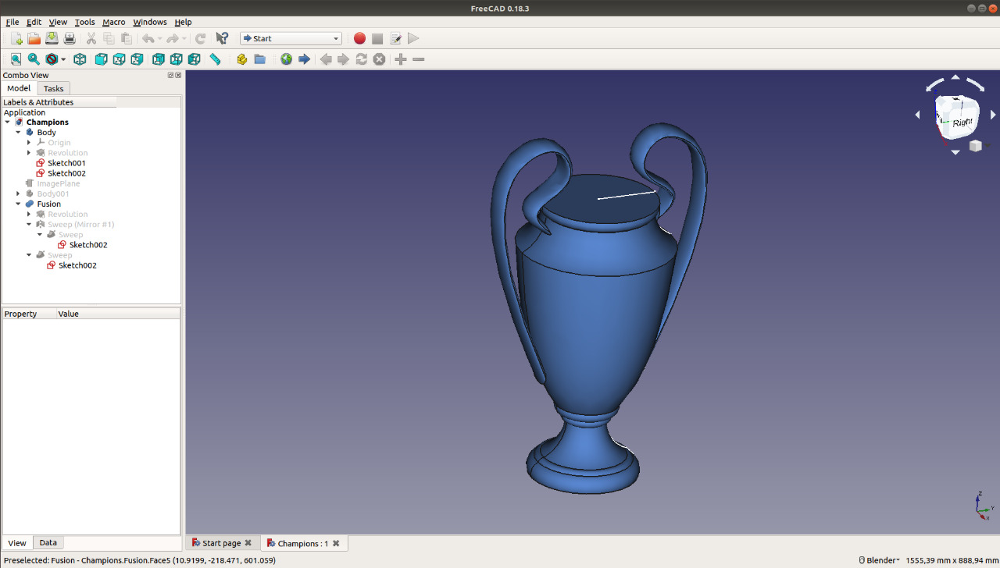 FreeCAD 0.18.3
File Edit View Tools Macro Windows Help
Start
Combo View
Model Tasks
Labels & Attributes
Application
Champions
Body
Origin
Revolution
Sketch001
Sketch002
ImagePlane
Body001
Fusion
Revolution
Sweep (Mirror #1)
Sweep
Sketch002
Sweep
Sketch002
Property Value
Right
Z
Y
X
View Data
Start page
Champions : 1
Preselected: Fusion - Champions.Fusion.Face5 (10.9199, -218.471, 601.059)
Blender
1555,39 mm x 888,94 mm